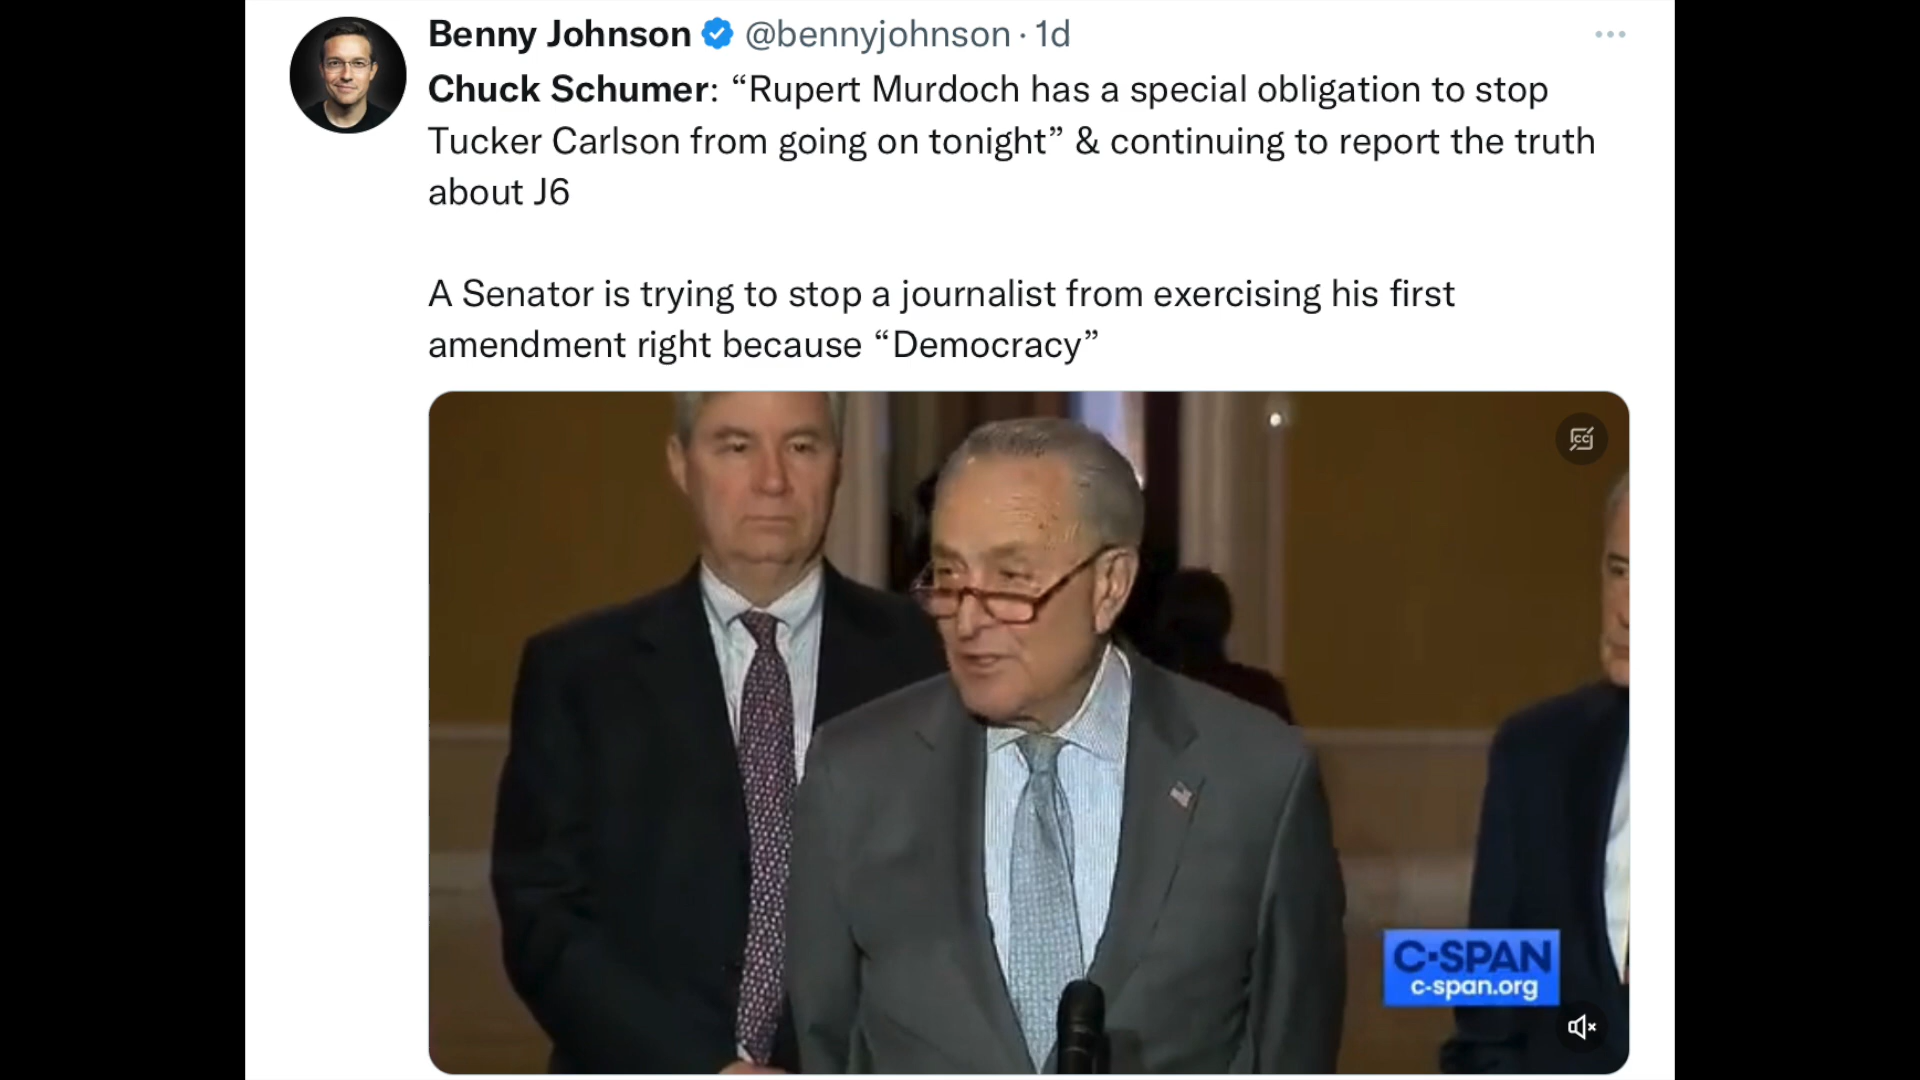 Benny Johnson @bennyjohnson · 1d
Chuck Schumer: “Rupert Murdoch has a special obligation to stop
Tucker Carlson from going on tonight” & continuing to report the truth
about J6
A Senator is trying to stop a journalist from exercising his first
amendment right because “Democracy”
CC
C-SPAN
c-span.org